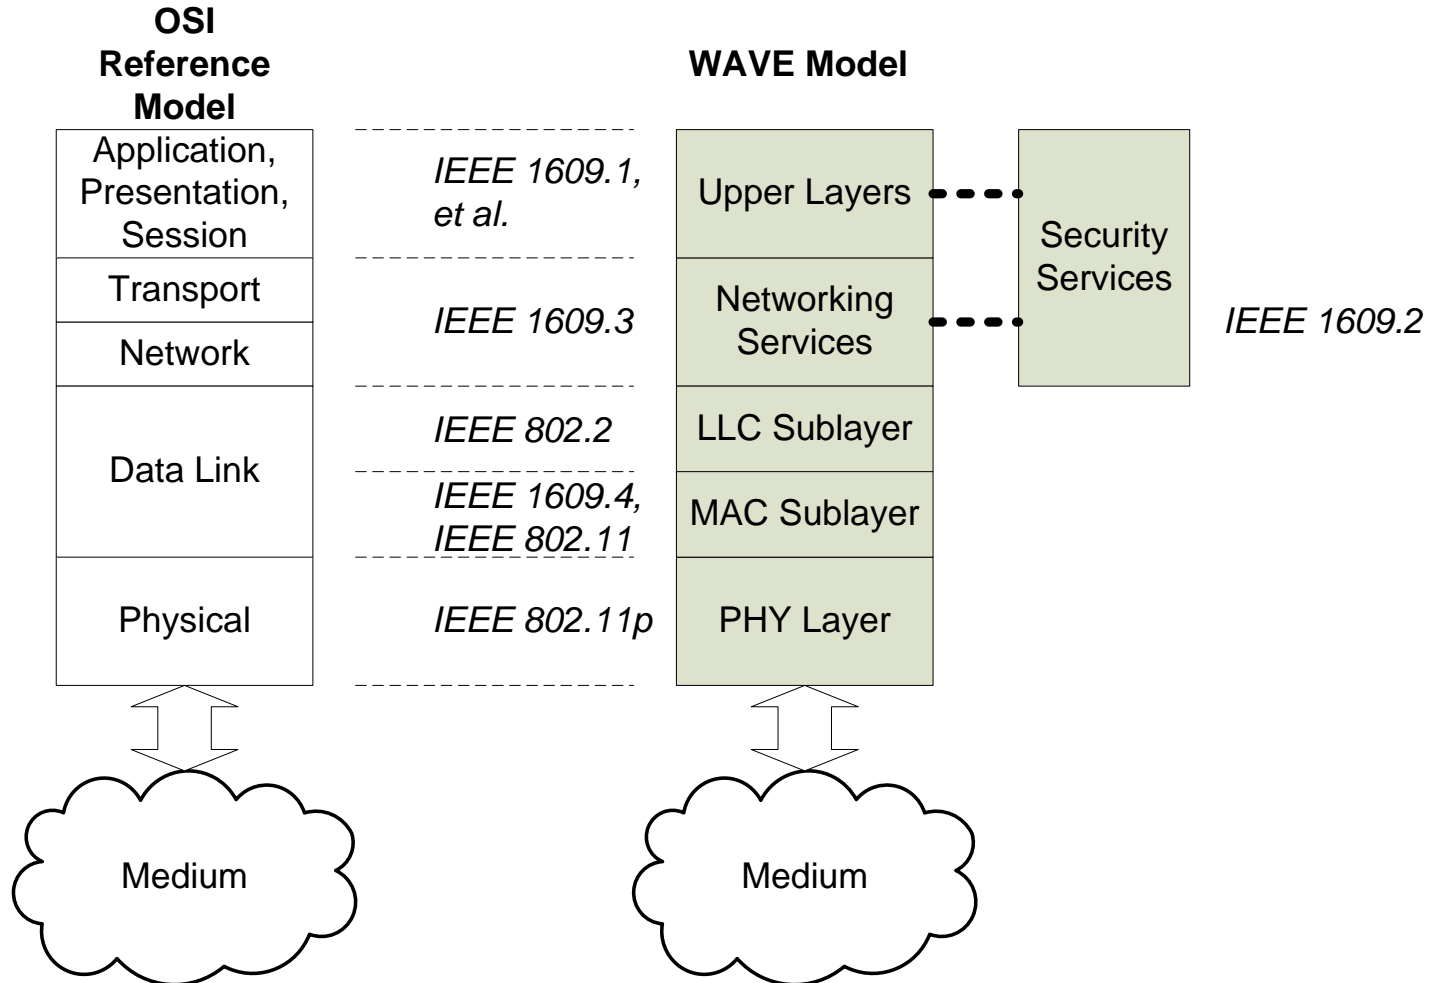 OSI
Reference
Model
WAVE Model
Application,
Presentation,
Session
IEEE 1609.1,
et al.
Upper Layers
Security
Services
Transport
Network
IEEE 1609.3
Networking
Services
IEEE 1609.2
Data Link
IEEE 802.2
LLC Sublayer
IEEE 1609.4,
IEEE 802.11
MAC Sublayer
Physical
IEEE 802.11p
PHY Layer
Medium
Medium